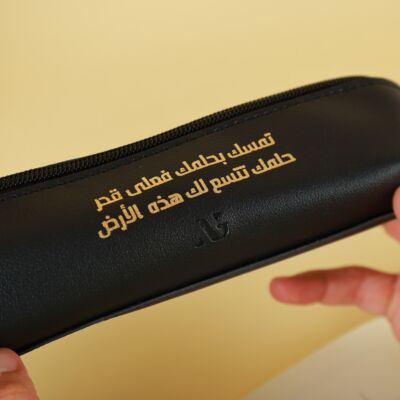 تمسك بحلمك فعلى قدر
حلمك تتسع لك هذه الأرض